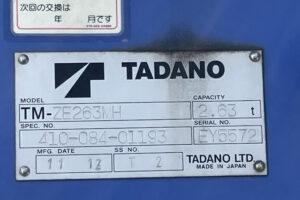 次回の交換は
年 月です
TADANO
MODEL CAPACITY
TM-ZE263MH 2.63 t
SPEC. NO. SERIAL NO.
410-084-01193 EY5572
MFG. DATE SS NO.
11 12 T 2 TADANO LTD.
MADE IN JAPAN